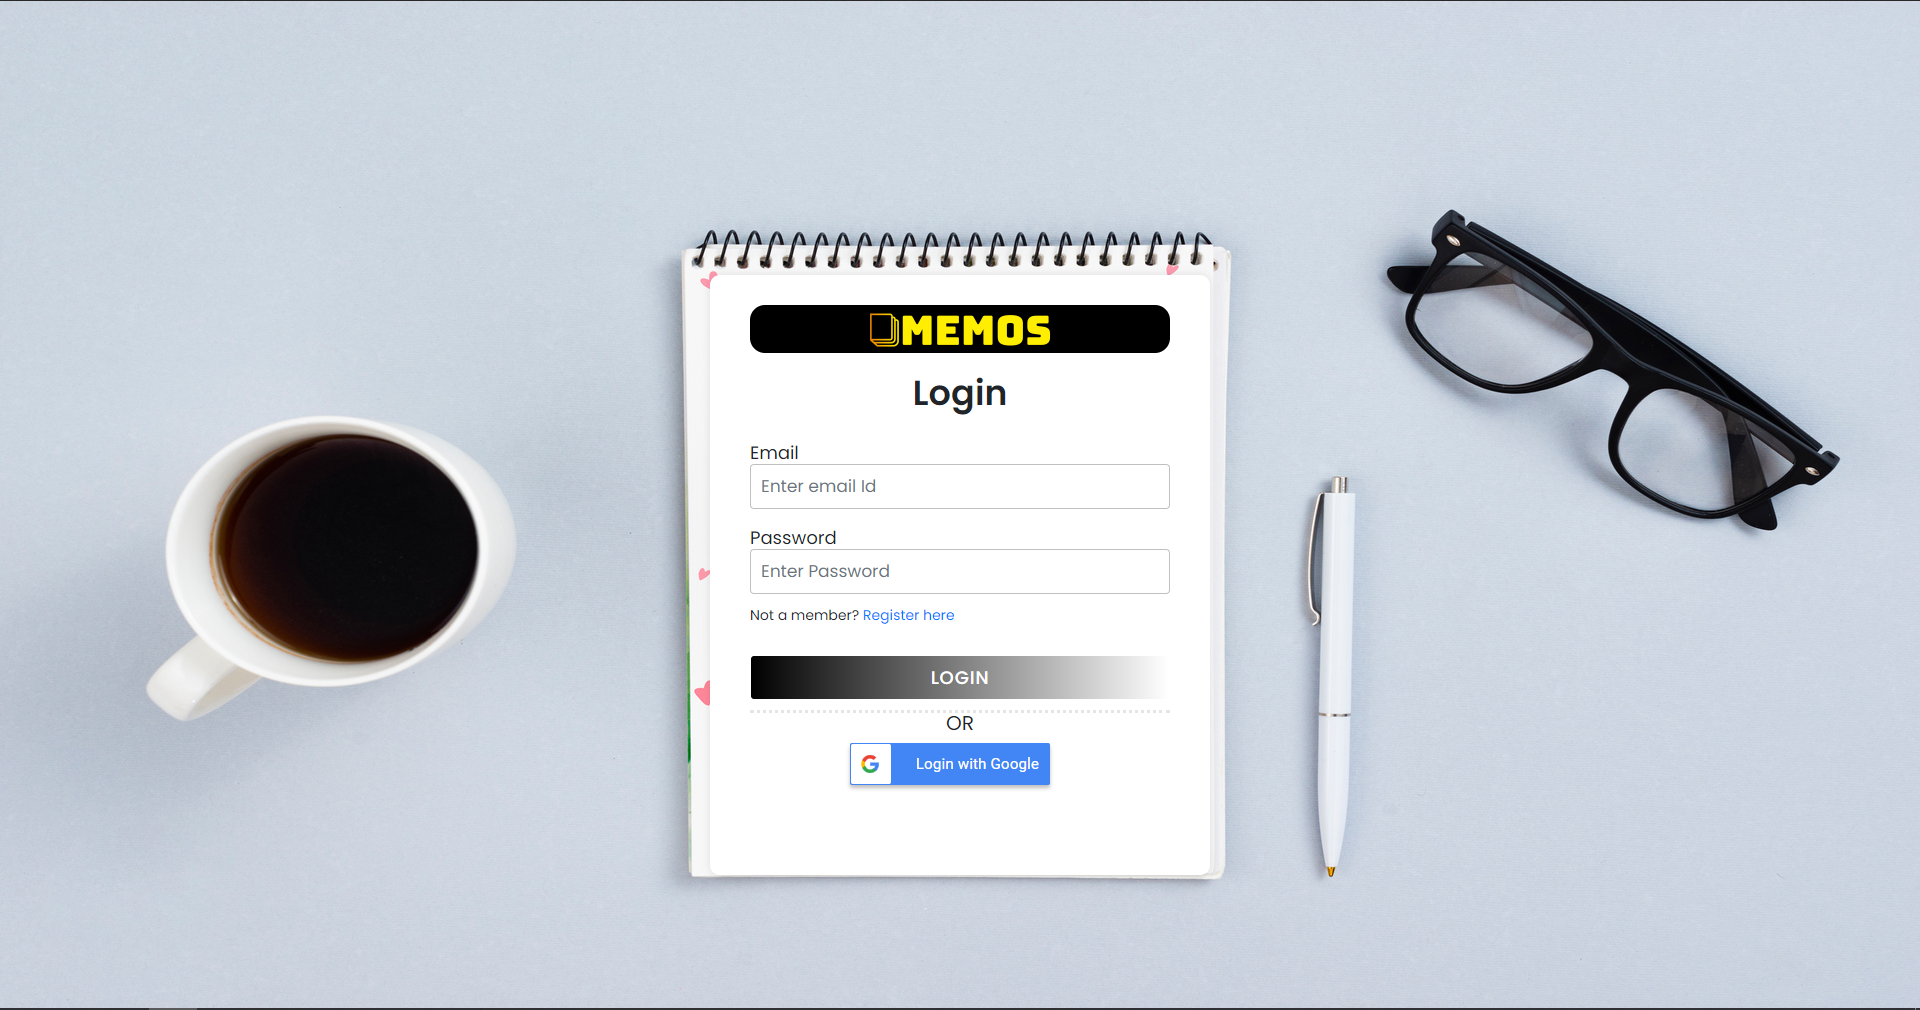 MEMOS
Login
Email
Enter email Id
Password
Enter Password
Not a member? Register here
LOGIN
OR
Login with Google